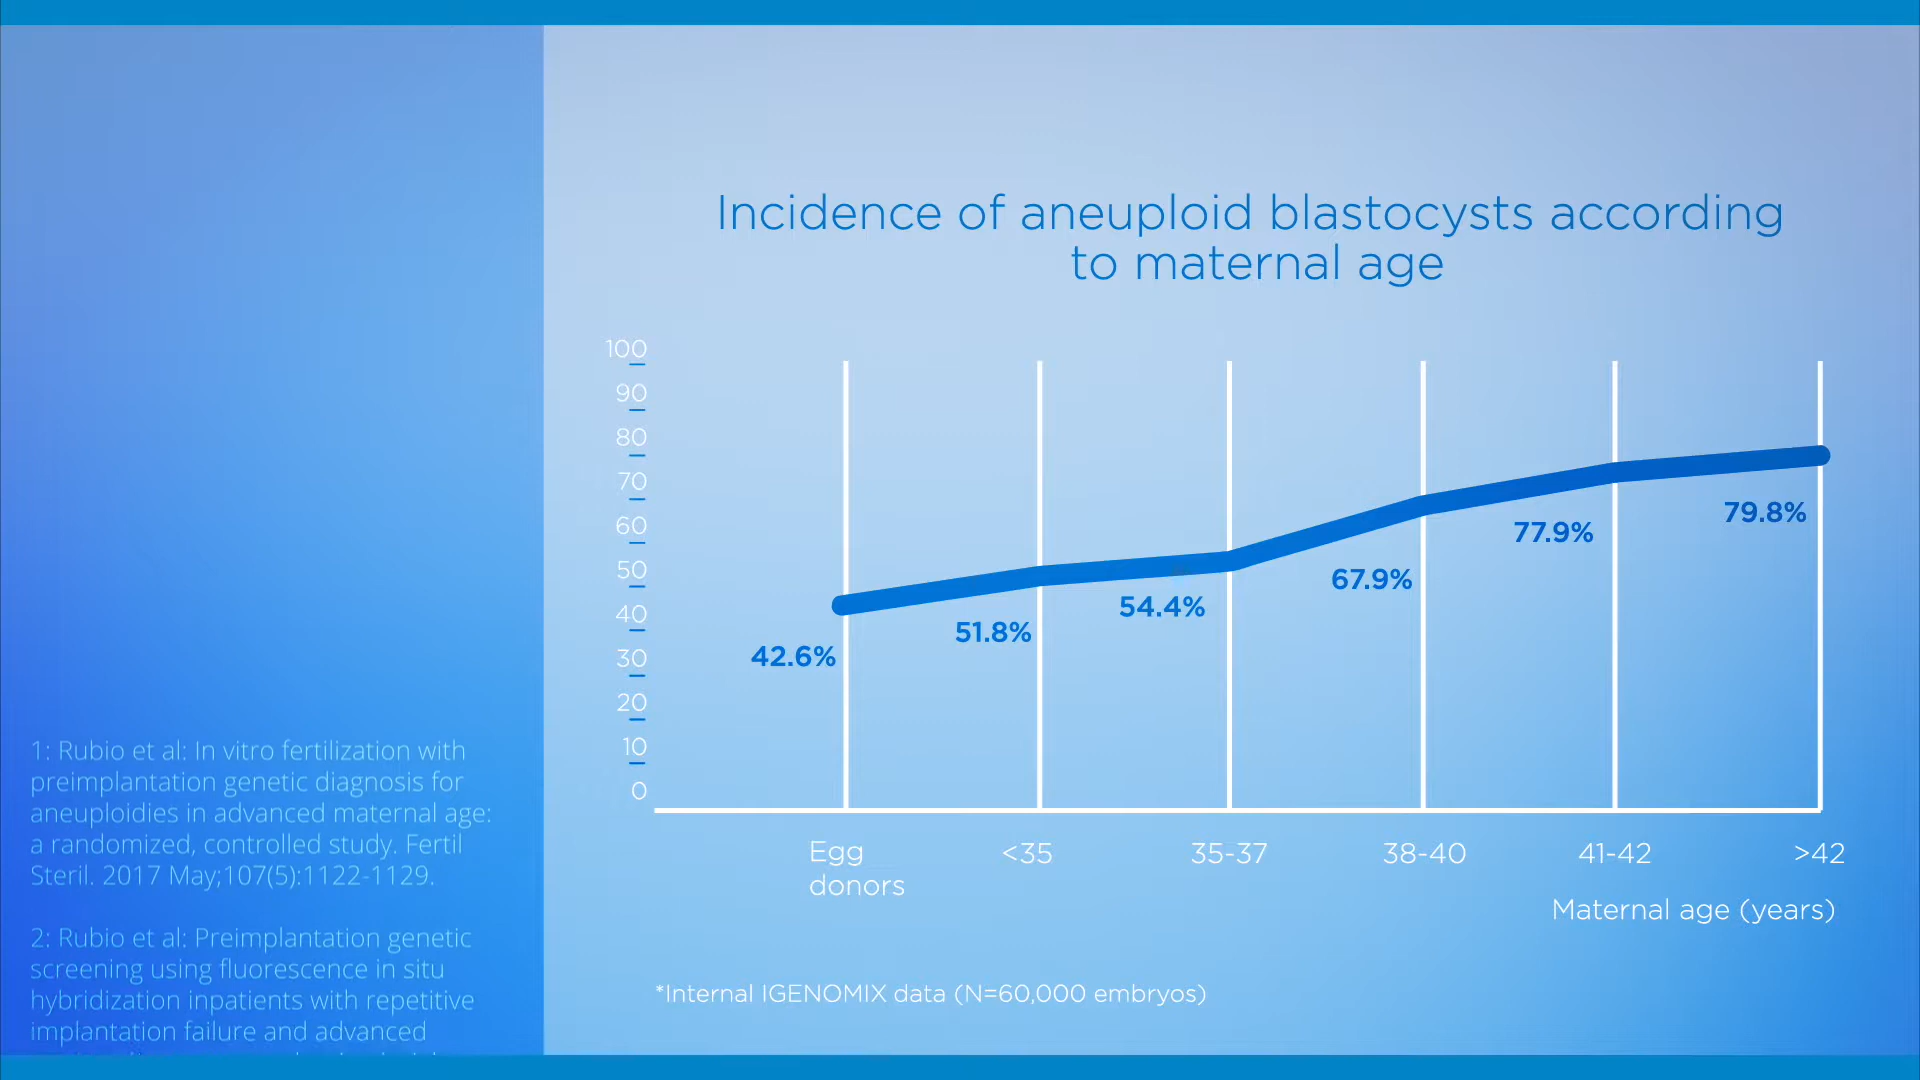 Incidence of aneuploid blastocysts according
to maternal age
100
90
80
70
60
50
40
30
20
10
0
42.6%
51.8%
54.4%
67.9%
77.9%
79.8%
Egg
donors
<35
35-37
38-40
41-42
>42
Maternal age (years)
*Internal IGENOMIX data (N=60,000 embryos)
1: Rubio et al: In vitro fertilization with
preimplantation genetic diagnosis for
aneuploidies in advanced maternal age:
a randomized, controlled study. Fertil
Steril. 2017 May;107(5):1122-1129.
2: Rubio et al: Preimplantation genetic
screening using fluorescence in situ
hybridization inpatients with repetitive
implantation failure and advanced